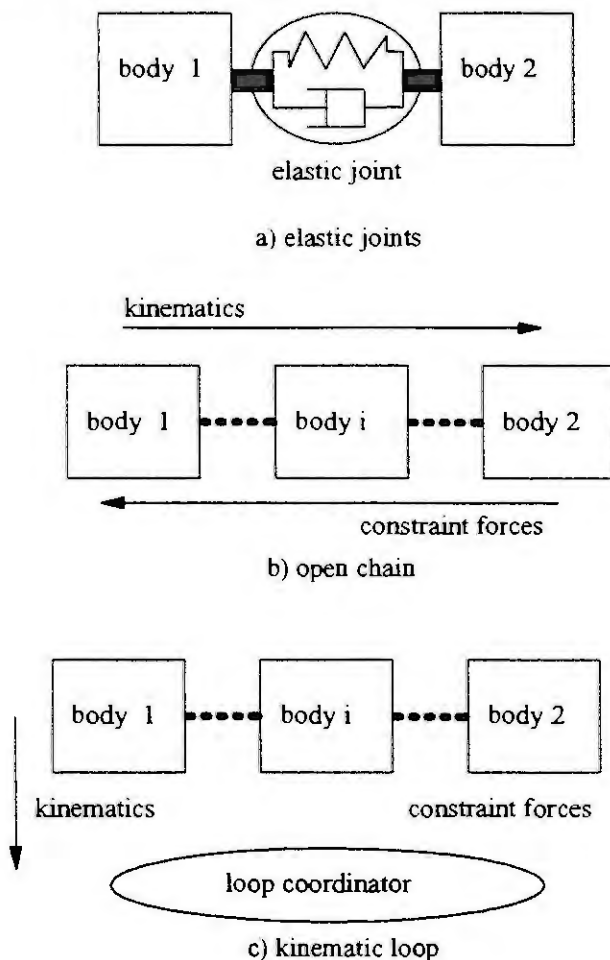 body 1
body 2
elastic joint
a) elastic joints
kinematics
body 1
body i
body 2
constraint forces
b) open chain
body 1
body i
body 2
kinematics
constraint forces
loop coordinator
c) kinematic loop